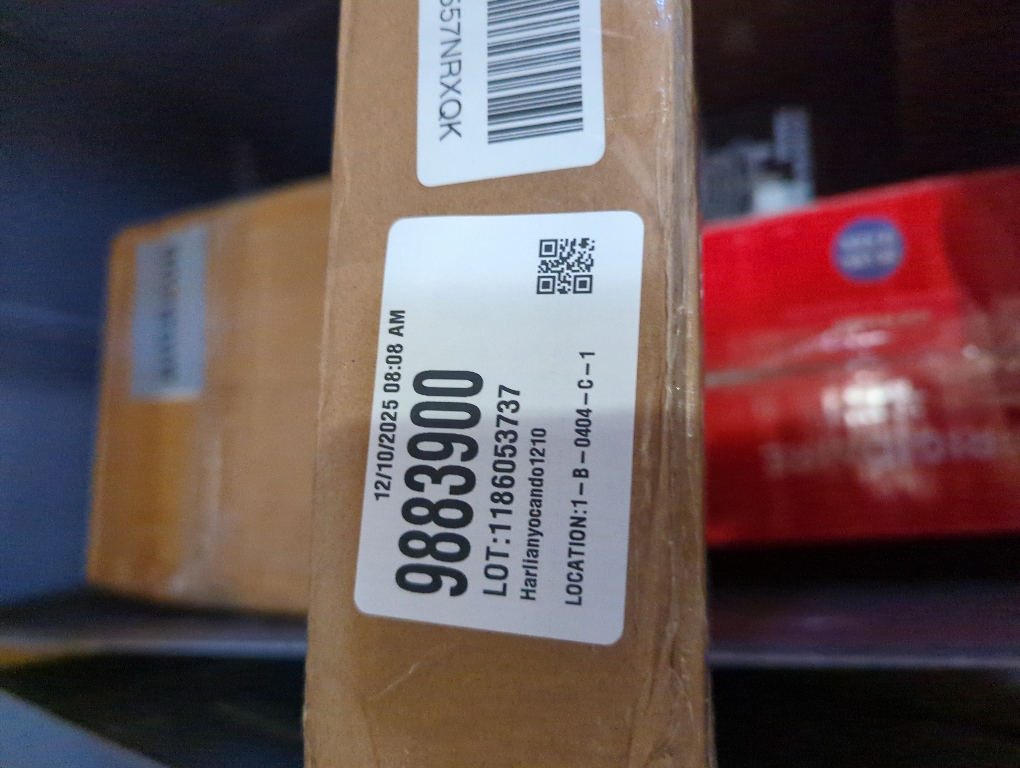 557NRXQK
12/10/2025 08:08 AM
9883900
LOT:1186053737
Harlianyocando1210
LOCATION:1-B-0404-C-1